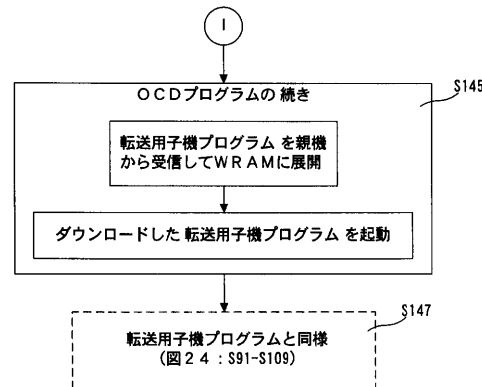 I
S145
OCDプログラムの 続き
転送用子機プログラム を親機
から受信してWRAMに展開
ダウンロードした 転送用子機プログラム を起動
S147
転送用子機プログラムと同様
(図24:S91-S109)